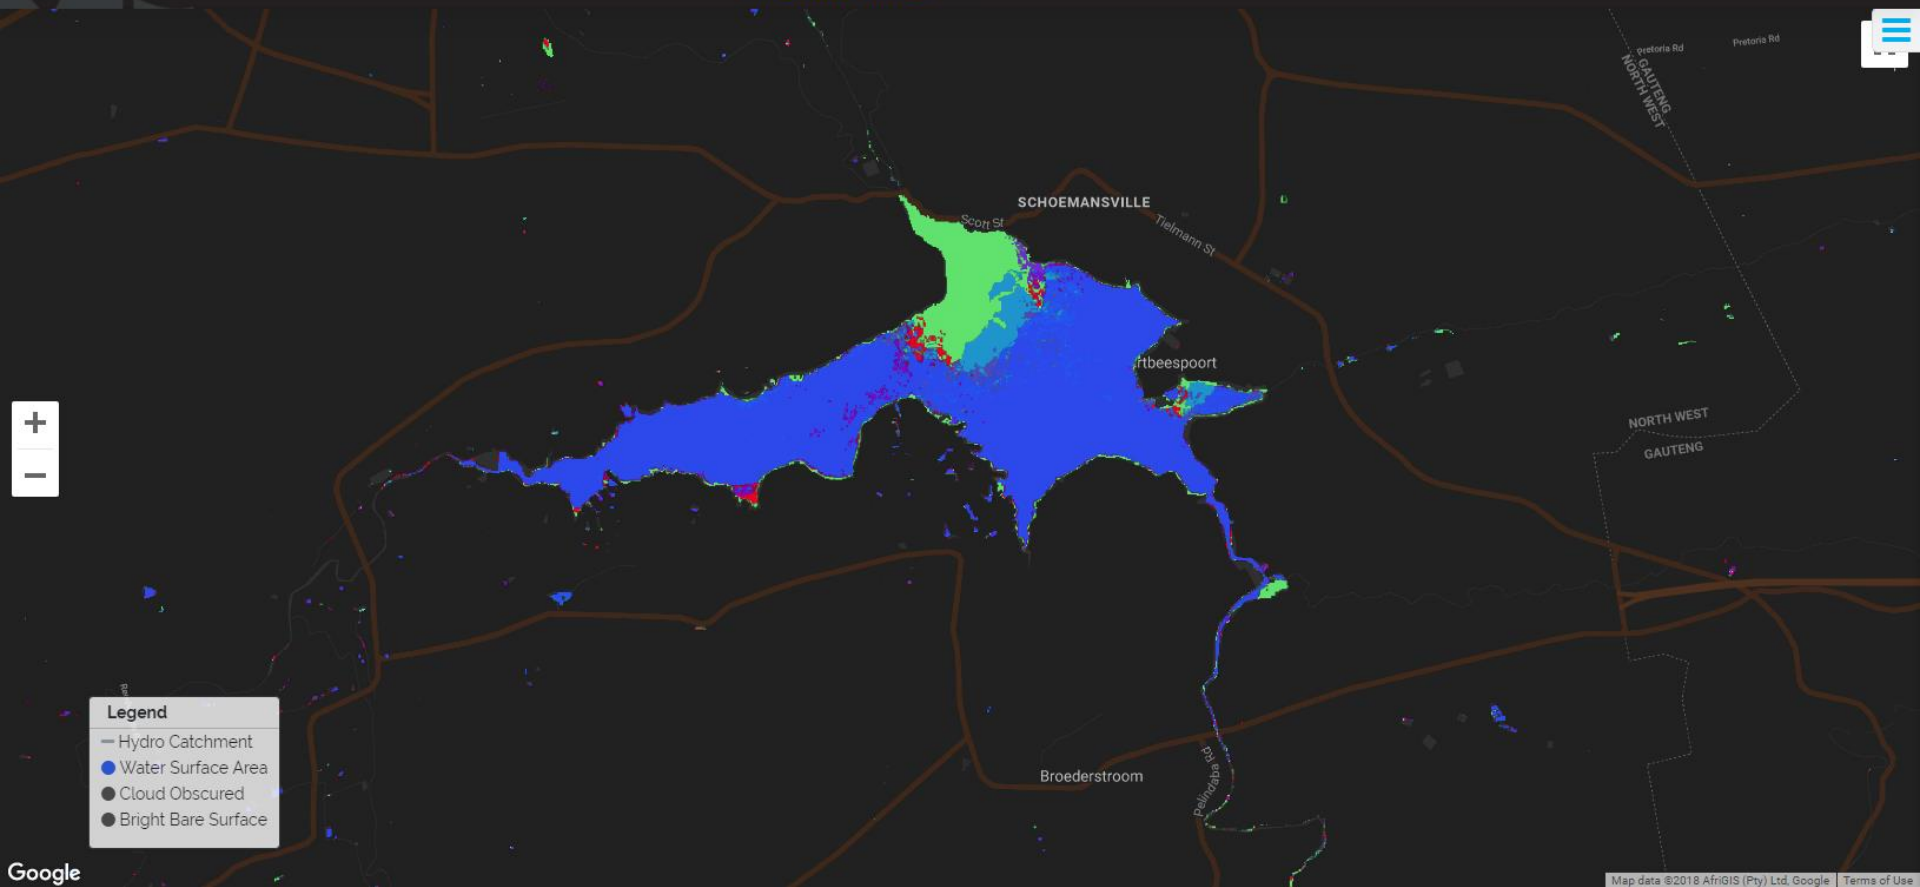 Pretoria Rd
Pretoria Rd
GAUTENG
NORTH WEST
SCHOEMANSVILLE
Scott St
Tielmann St
rtbeespoort
NORTH WEST
GAUTENG
+
−
Legend
Hydro Catchment
Water Surface Area
Cloud Obscured
Bright Bare Surface
Broederstroom
Pelindaba Rd
Google
Map data ©2018 AfriGIS (Pty) Ltd, Google
Terms of Use